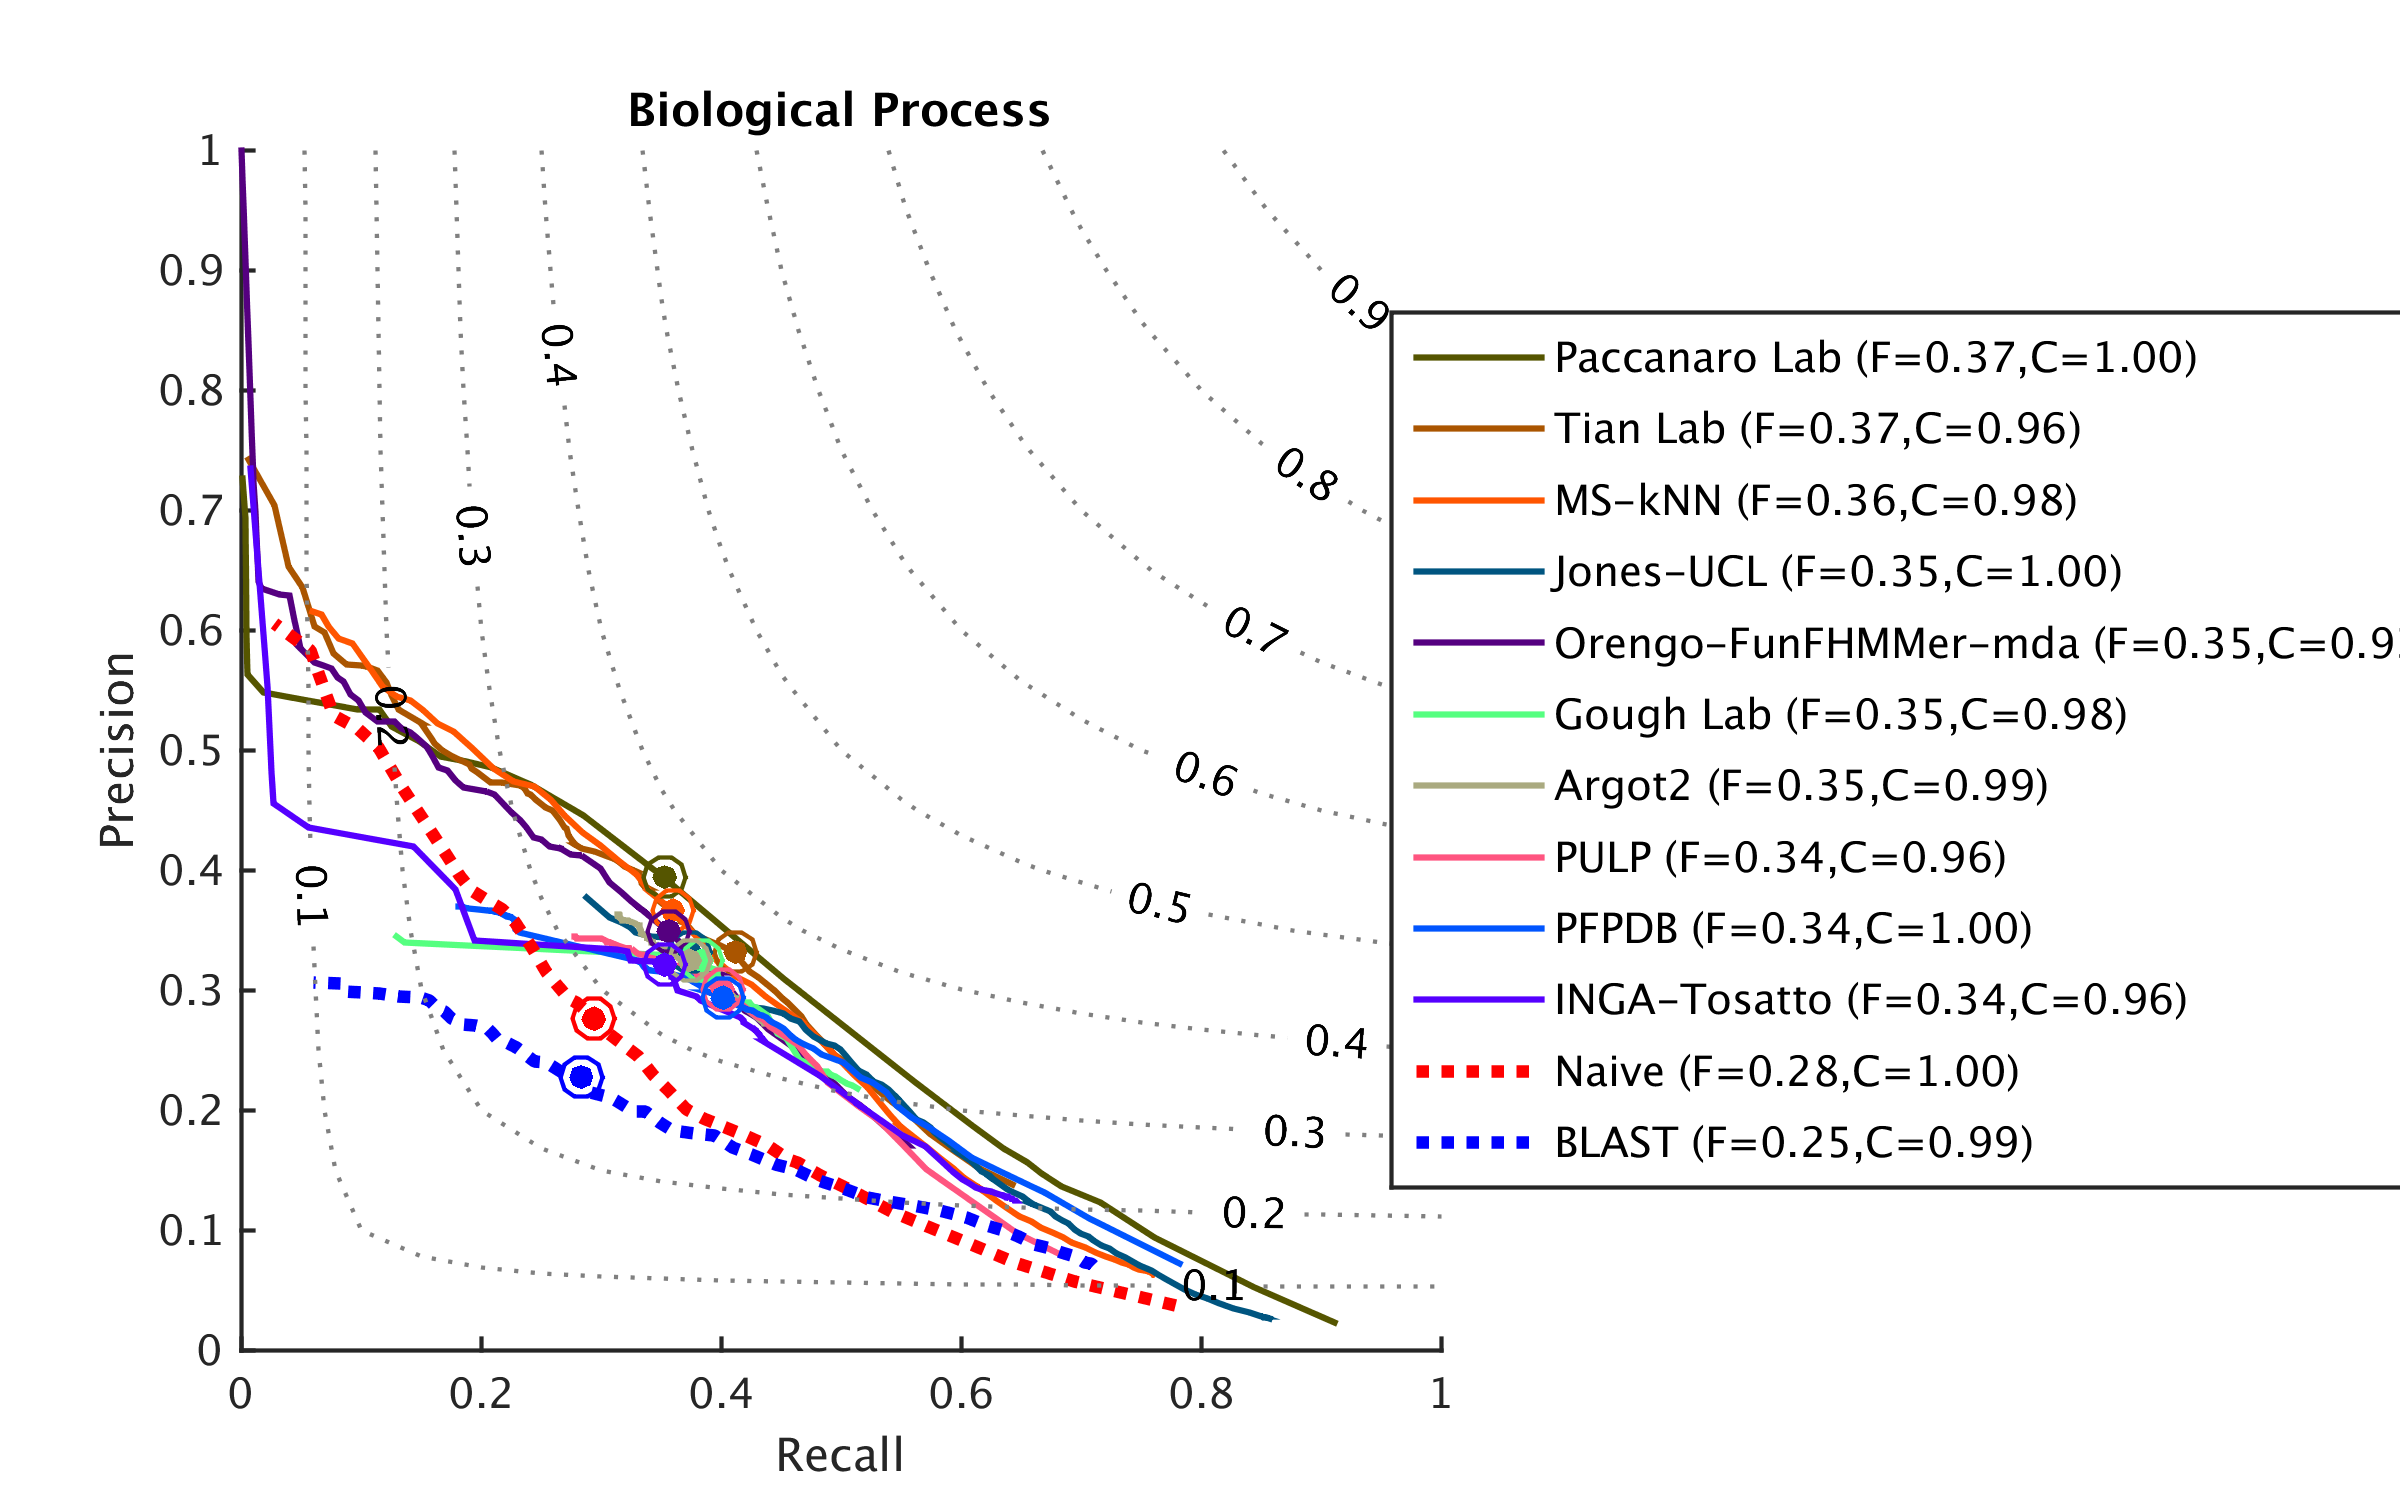 Biological Process
1
0.9
0.8
0.7
0.6
0.5
0.4
0.3
0.2
0.1
0
Precision
0
0.2
0.4
0.6
0.8
1
Recall
0.1
0.2
0.3
0.4
0.9
0.8
0.7
0.6
0.5
0.4
0.3
0.2
0.1
Paccanaro Lab (F=0.37,C=1.00)
Tian Lab (F=0.37,C=0.96)
MS-kNN (F=0.36,C=0.98)
Jones-UCL (F=0.35,C=1.00)
Orengo-FunFHMMer-mda (F=0.35,C=0.9
Gough Lab (F=0.35,C=0.98)
Argot2 (F=0.35,C=0.99)
PULP (F=0.34,C=0.96)
PFPDB (F=0.34,C=1.00)
INGA-Tosatto (F=0.34,C=0.96)
Naive (F=0.28,C=1.00)
BLAST (F=0.25,C=0.99)